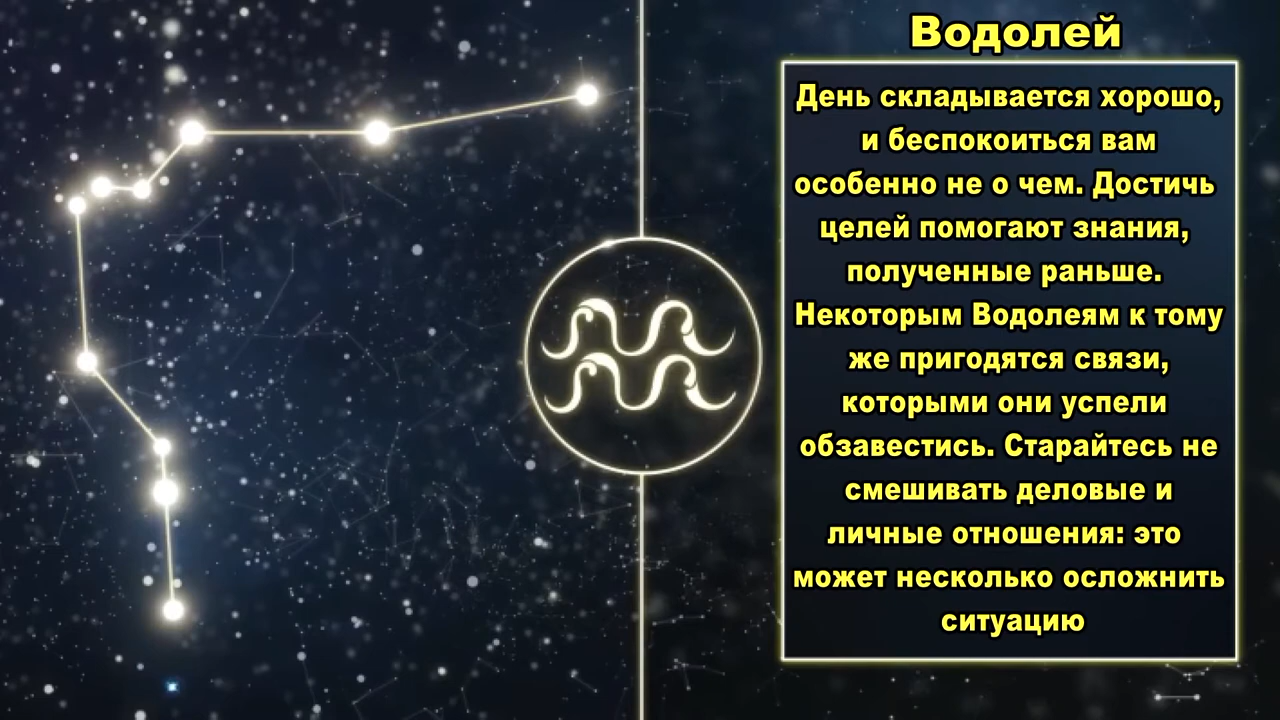 Водолей
День складывается хорошо,
и беспокоиться вам
особенно не о чем. Достичь
целей помогают знания,
полученные раньше.
Некоторым Водолеям к тому
же пригодятся связи,
которыми они успели
обзавестись. Старайтесь не
смешивать деловые и
личные отношения: это
может несколько осложнить
ситуацию